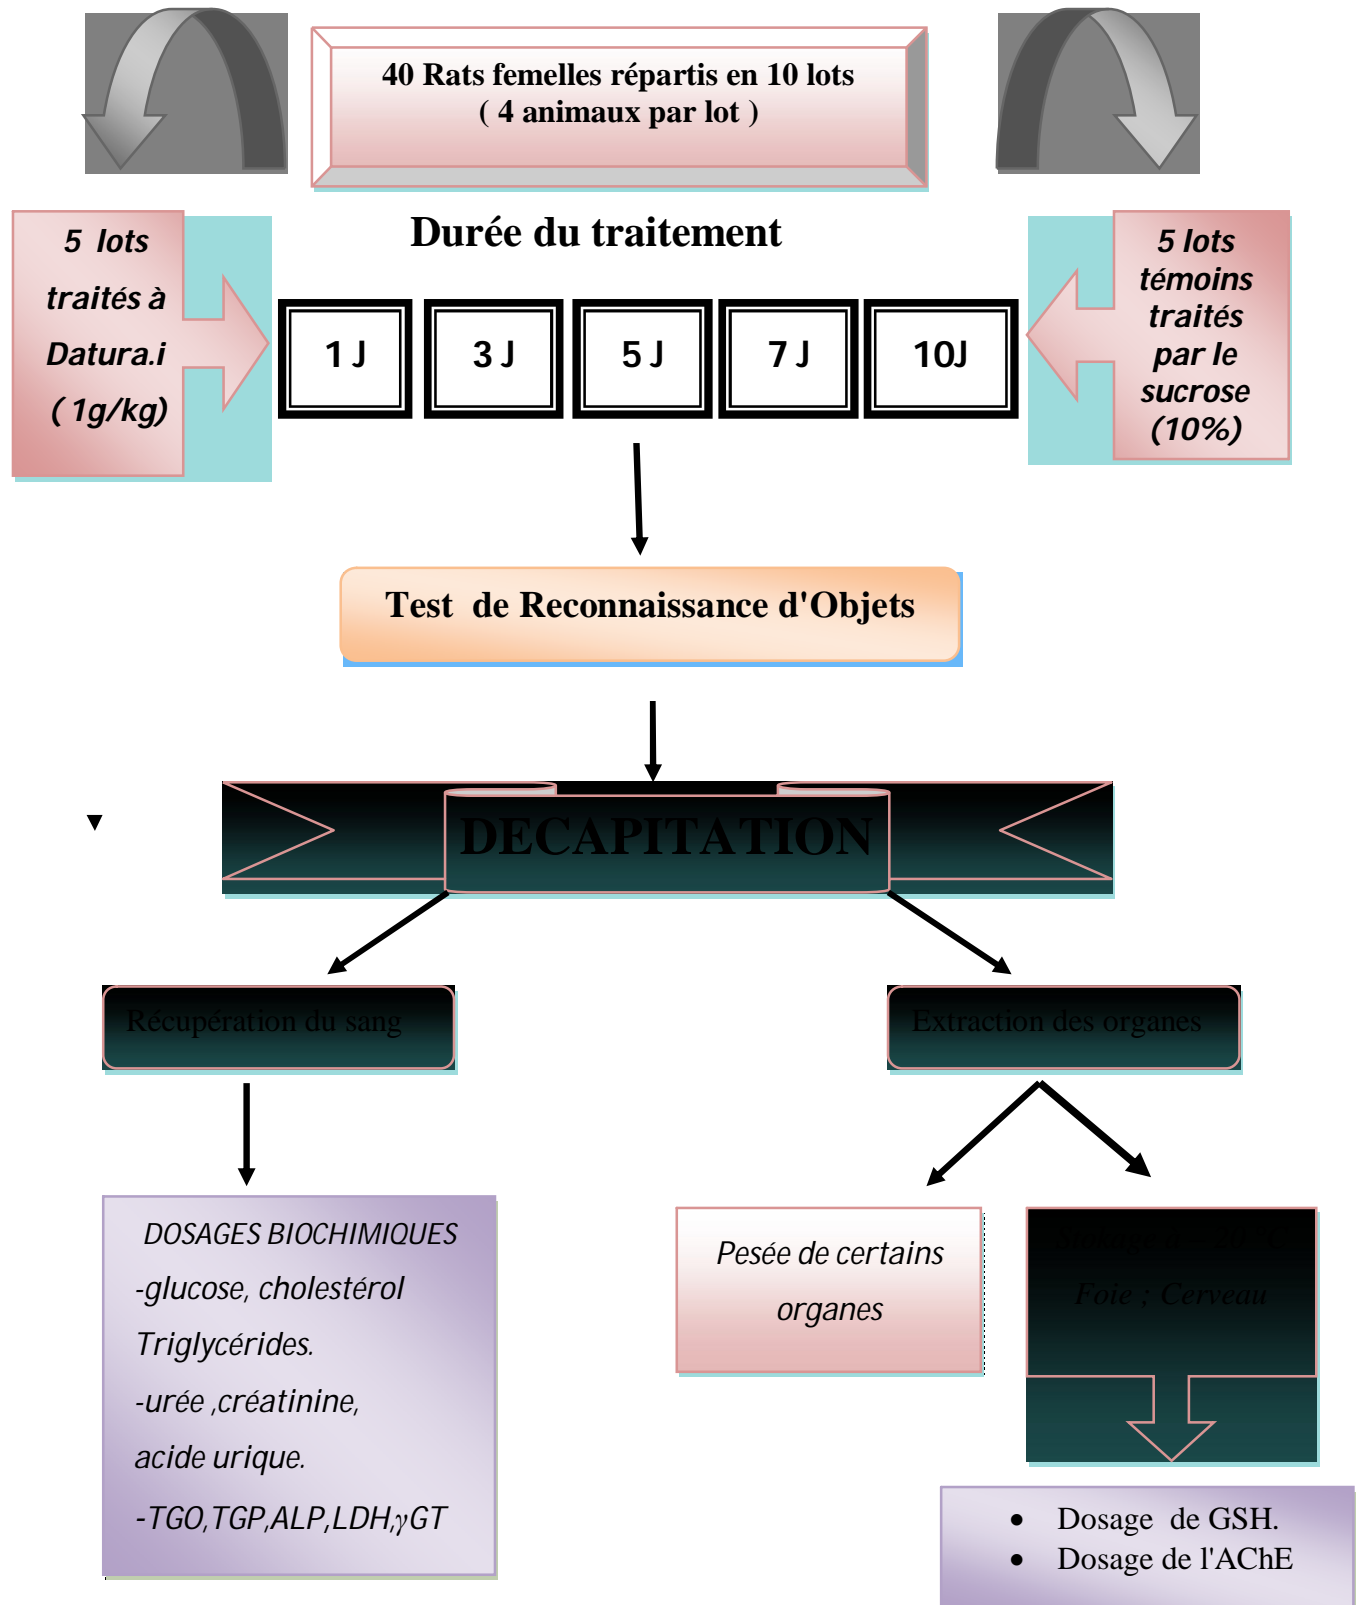 40 Rats femelles répartis en 10 lots
( 4 animaux par lot )
Durée du traitement
5 lots
traités à
Datura.i
( 1g/kg)
1 J
3 J
5 J
7 J
10J
5 lots
témoins
traités
par le
sucrose
(10%)
Test de Reconnaissance d'Objets
DECAPITATION
Récupération du sang
Extraction des organes
DOSAGES BIOCHIMIQUES
-glucose, cholestérol
Triglycérides.
-urée ,créatinine,
acide urique.
-TGO,TGP,ALP,LDH,γGT
Pesée de certains
organes
Foie ; Cerveau
• Dosage de GSH.
• Dosage de l'AChE